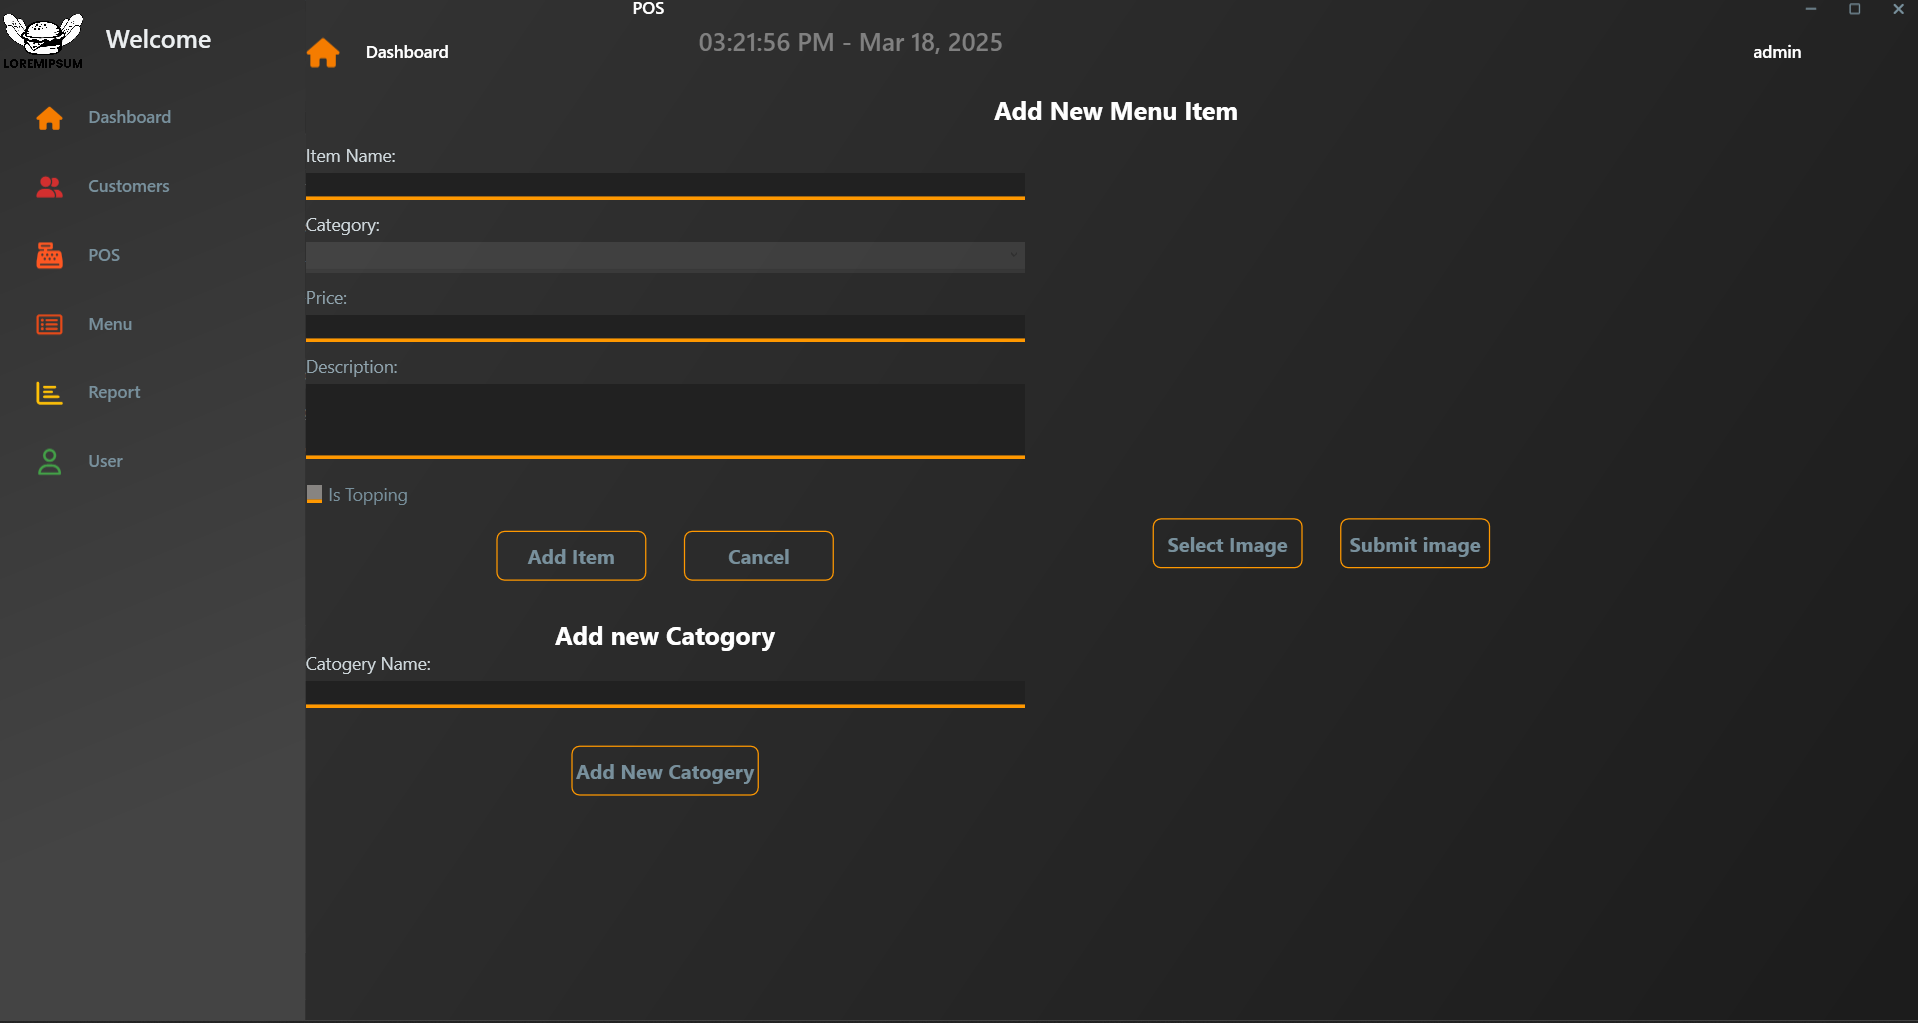 POS
LOREMIPSUM
Welcome
Dashboard
03:21:56 PM - Mar 18, 2025
admin
Dashboard
Customers
POS
Menu
Report
User
Add New Menu Item
Item Name:
Category:
Price:
Description:
Is Topping
Add Item
Cancel
Select Image
Submit image
Add new Catogory
Catogery Name:
Add New Catogery